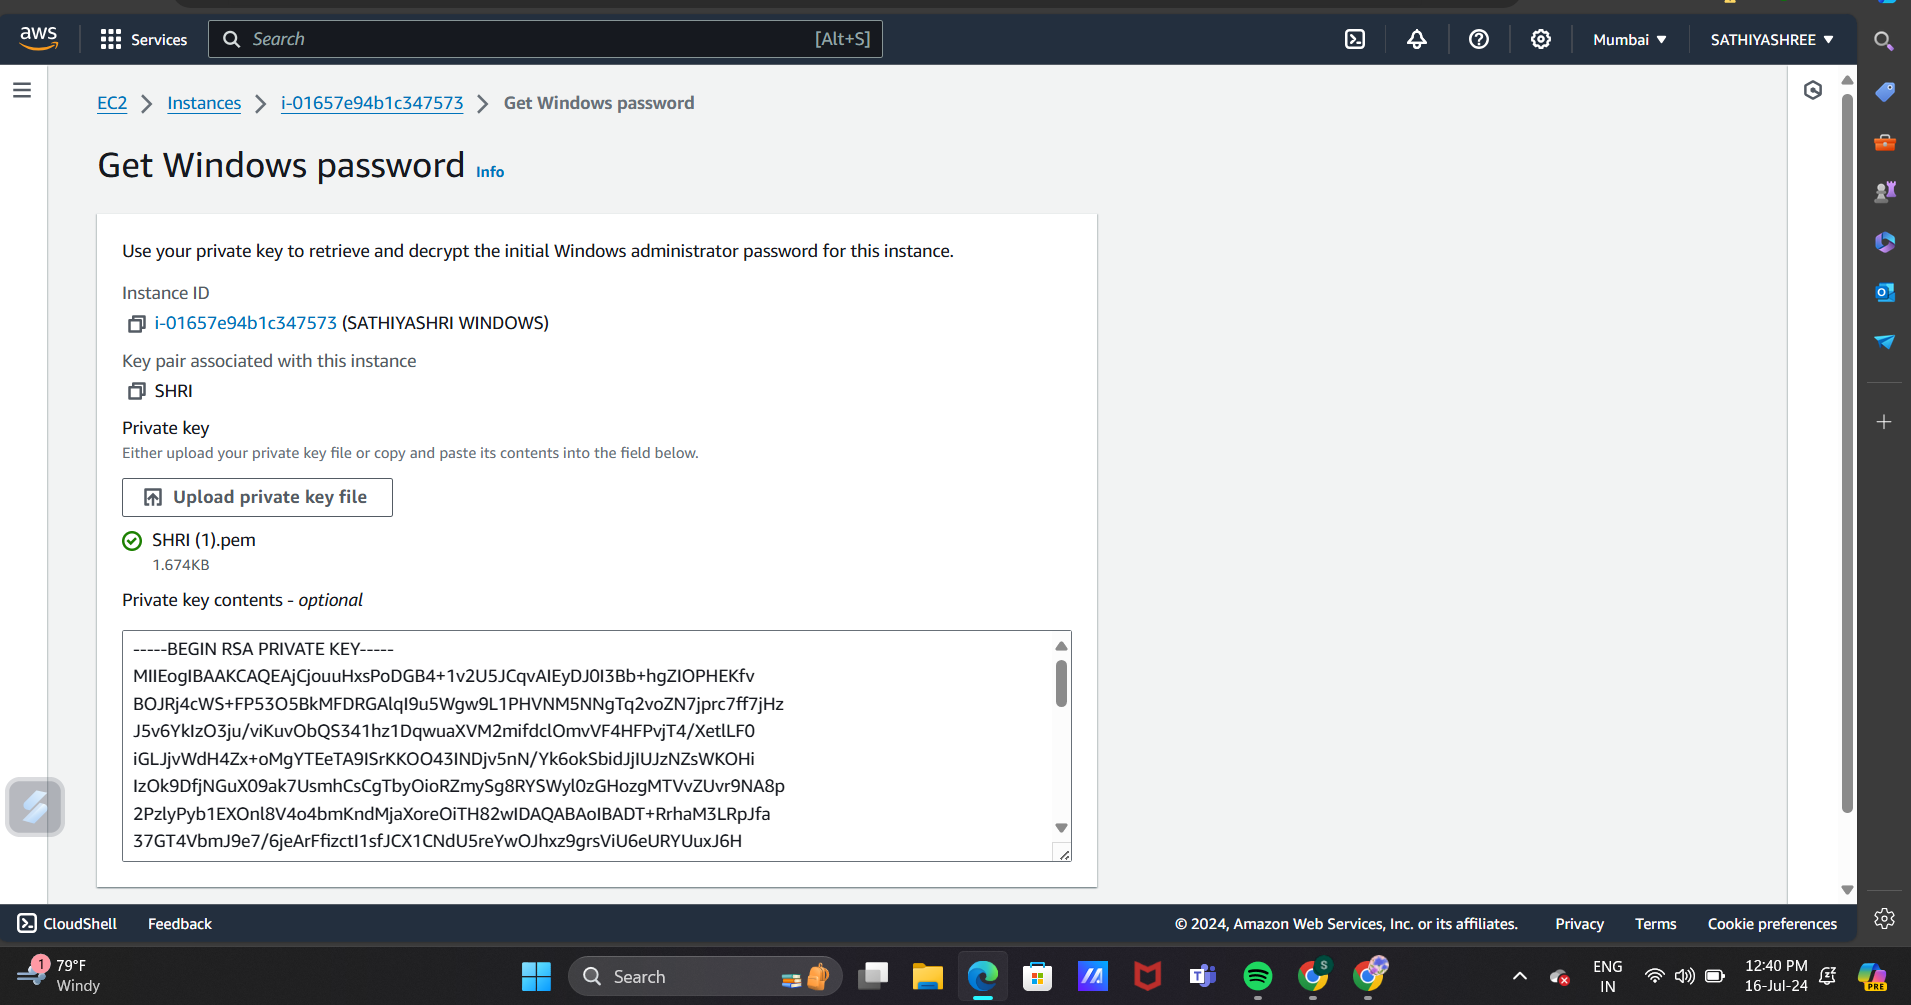 aws
Services
Search
[Alt+S]
Mumbai
SATHIYASHREE
EC2
Instances
i-01657e94b1c347573
Get Windows password
Get Windows password
Info
Use your private key to retrieve and decrypt the initial Windows administrator password for this instance.
Instance ID
i-01657e94b1c347573 (SATHIYASHRI WINDOWS)
Key pair associated with this instance
SHRI
Private key
Either upload your private key file or copy and paste its contents into the field below.
Upload private key file
SHRI (1).pem
1.674KB
Private key contents - optional
-----BEGIN RSA PRIVATE KEY-----
MIIEogIBAAKCAQEAjCjouuHxsPoDGB4+1v2U5JCqvAIEyDJ0I3Bb+hgZIOPHEKfv
BOJRj4cWS+FP53O5BkMFDRGAlqI9u5Wgw9L1PHVNM5NNgTq2voZN7jprc7ff7jHz
J5v6YkIzO3ju/viKuvObQS341hz1DqwuaXVM2mifdclOmvVF4HFPvjT4/XetlLF0
iGLJjvWdH4Zx+oMgYTEeTA9ISrKKOO43INDjv5nN/Yk6okSbidJjIUJzNZsWKOHi
IzOk9DfjNGuX09ak7UsmhCsCgTbyOioRZmySg8RYSWyl0zGHozgMTVvZUvr9NA8p
2PzlyPyb1EXOnl8V4o4bmKndMjaXoreOiTH82wIDAQABAoIBADT+RrhaM3LRpJfa
37GT4VbmJ9e7/6jeArFfizctI1sfJCX1CNdU5reYwOJhxz9grsViU6eURYUuxJ6H
CloudShell
Feedback
© 2024, Amazon Web Services, Inc. or its affiliates.
Privacy
Terms
Cookie preferences
1
79°F
Windy
Search
S
ENG
IN
12:40 PM
16-Jul-24
PRE